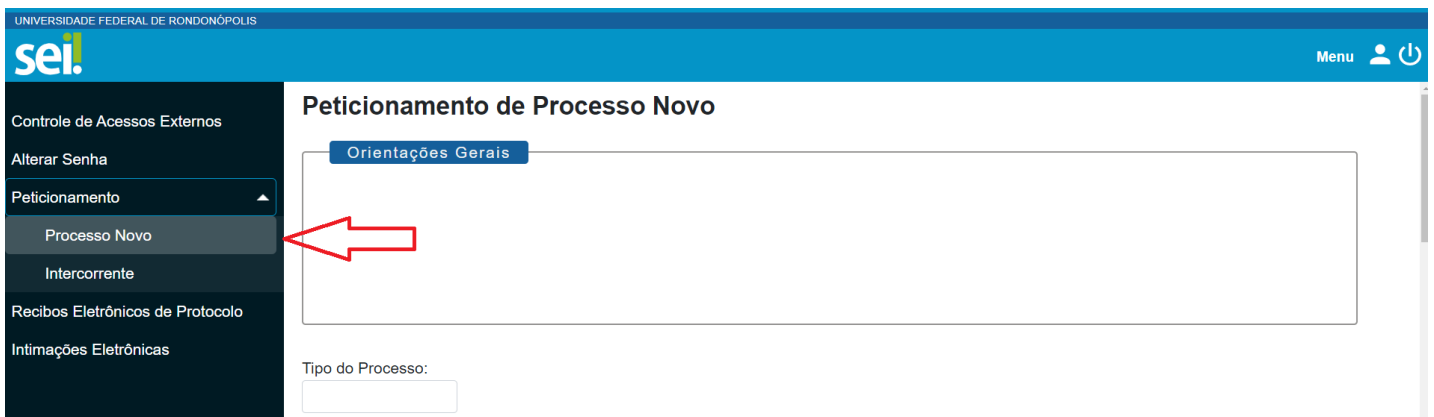 UNIVERSIDADE FEDERAL DE RONDONÓPOLIS
sei!
Menu
Controle de Acessos Externos
Alterar Senha
Peticionamento
Processo Novo
Intercorrente
Recibos Eletrônicos de Protocolo
Intimações Eletrônicas
Peticionamento de Processo Novo
Orientações Gerais
Tipo do Processo: